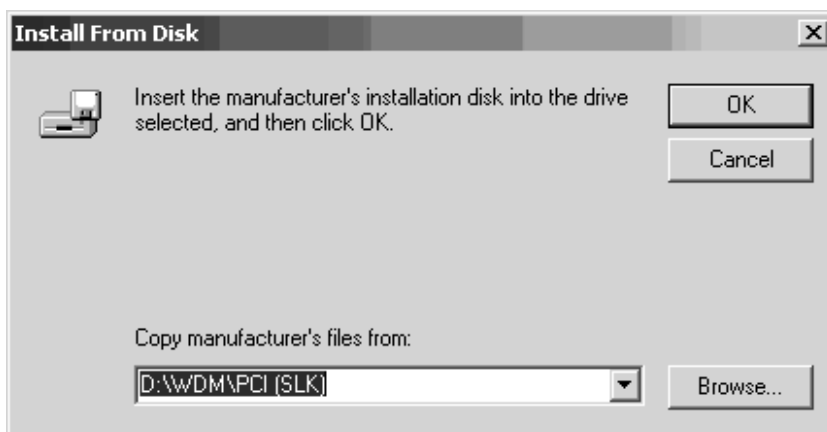 Install From Disk
Insert the manufacturer's installation disk into the drive
selected, and then click OK.
OK
Cancel
Copy manufacturer's files from:
D:\WDM\PCI (SLK)
Browse...